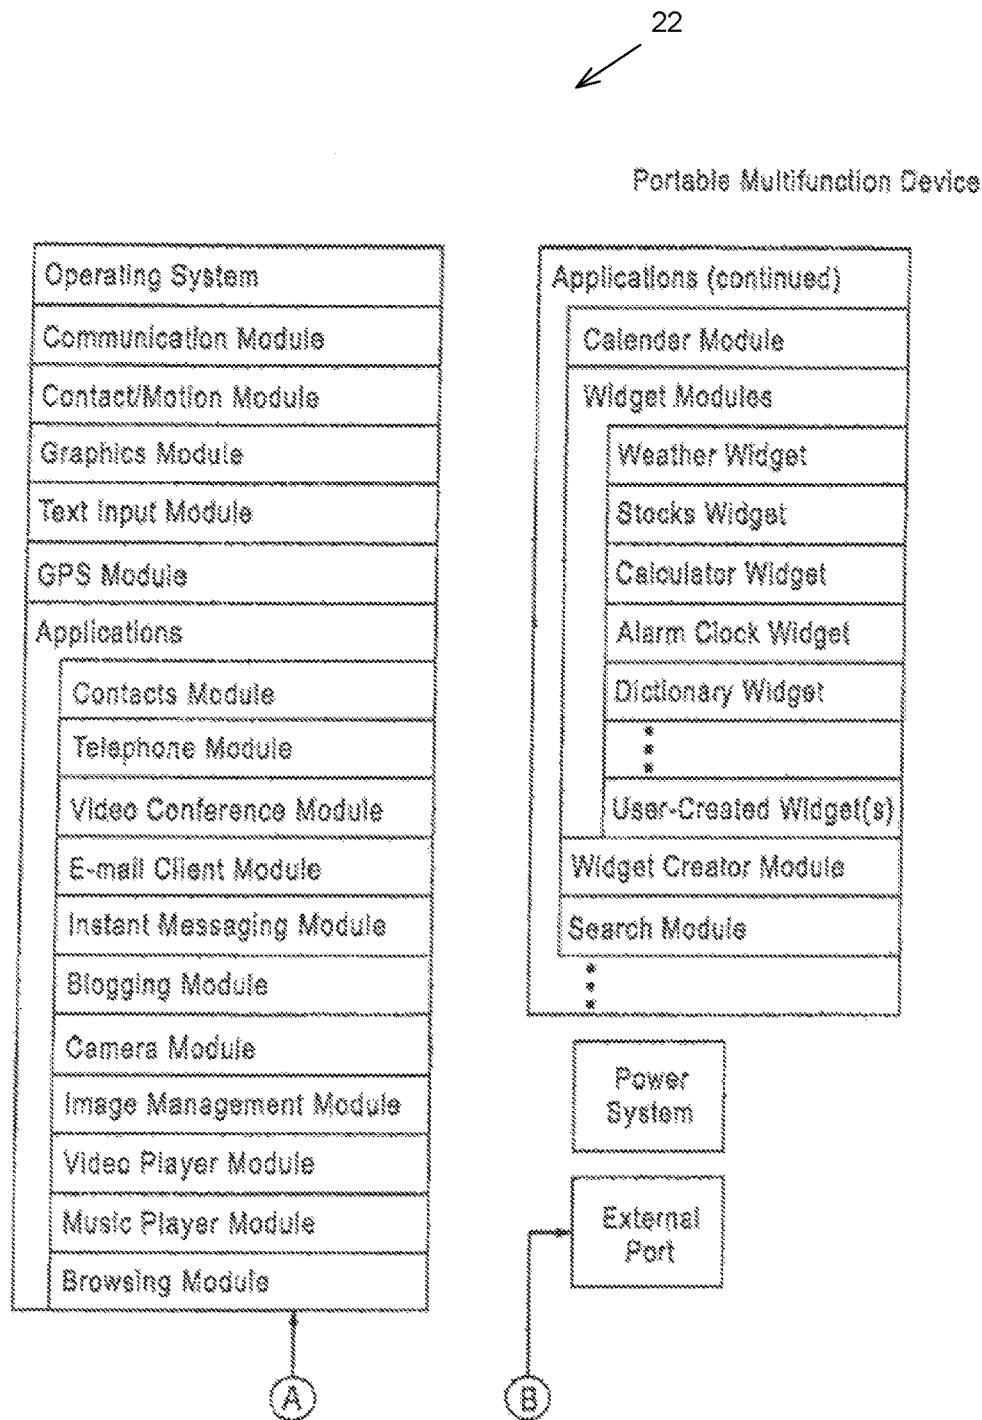 22
Portable Multifunction Device
Operating System
Communication Module
Contact/Motion Module
Graphics Module
Text Input Module
GPS Module
Applications
Contacts Module
Telephone Module
Video Conference Module
E-mail Client Module
Instant Messaging Module
Blogging Module
Camera Module
Image Management Module
Video Player Module
Music Player Module
Browsing Module
A
Applications (continued)
Calendar Module
Widget Modules
Weather Widget
Stocks Widget
Calculator Widget
Alarm Clock Widget
Dictionary Widget
User-Created Widget(s)
Widget Creator Module
Search Module
Power
System
External
Port
B